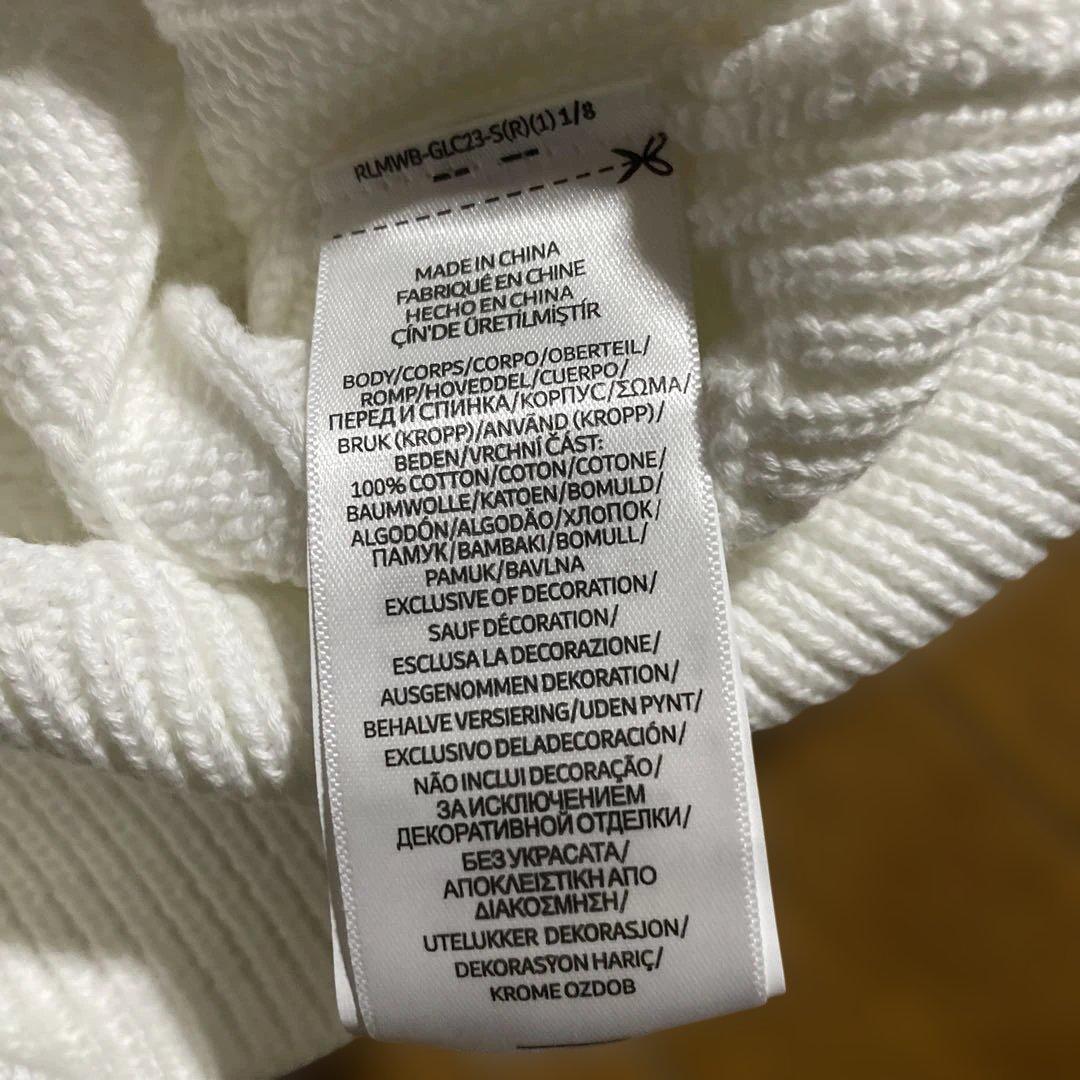 RLMWB-GLC23-S(R)(1) 1/8
MADE IN CHINA
FABRIQUÉ EN CHINE
HECHO EN CHINA
ÇİN'DE ÜRETİLMİŞTİR
BODY/CORPS/CORPO/OBERTEIL/
ROMP/HOVEDDEL/CUERPO/
ПЕРЕД И СПИНКА/КОРПУС/ΣΩΜΑ/
BRUK (KROPP)/ANVÄND (KROPP)/
BEDEN/VRCHNÍ ČÁST:
100% COTTON/COTON/COTONE/
BAUMWOLLE/KATOEN/BOMULD/
ALGODÓN/ALGODÃO/ХЛОПОК/
ПАМУК/ΒΑΜΒΑΚΙ/BOMULL/
PAMUK/BAVLNA
EXCLUSIVE OF DECORATION/
SAUF DÉCORATION/
ESCLUSA LA DECORAZIONE/
AUSGENOMMEN DEKORATION/
BEHALVE VERSIERING/UDEN PYNT/
EXCLUSIVO DELADECORACIÓN/
NÃO INCLUI DECORAÇÃO/
ЗА ИСКЛЮЧЕНИЕМ
ДЕКОРАТИВНОЙ ОТДЕЛКИ/
БЕЗ УКРАСАТА/
ΑΠΟΚΛΕΙΣΤΙΚΗ ΑΠΟ
ΔΙΑΚΟΣΜΗΣΗ/
UTELUKKER DEKORASJON/
DEKORASYON HARIÇ/
KROME OZDOB